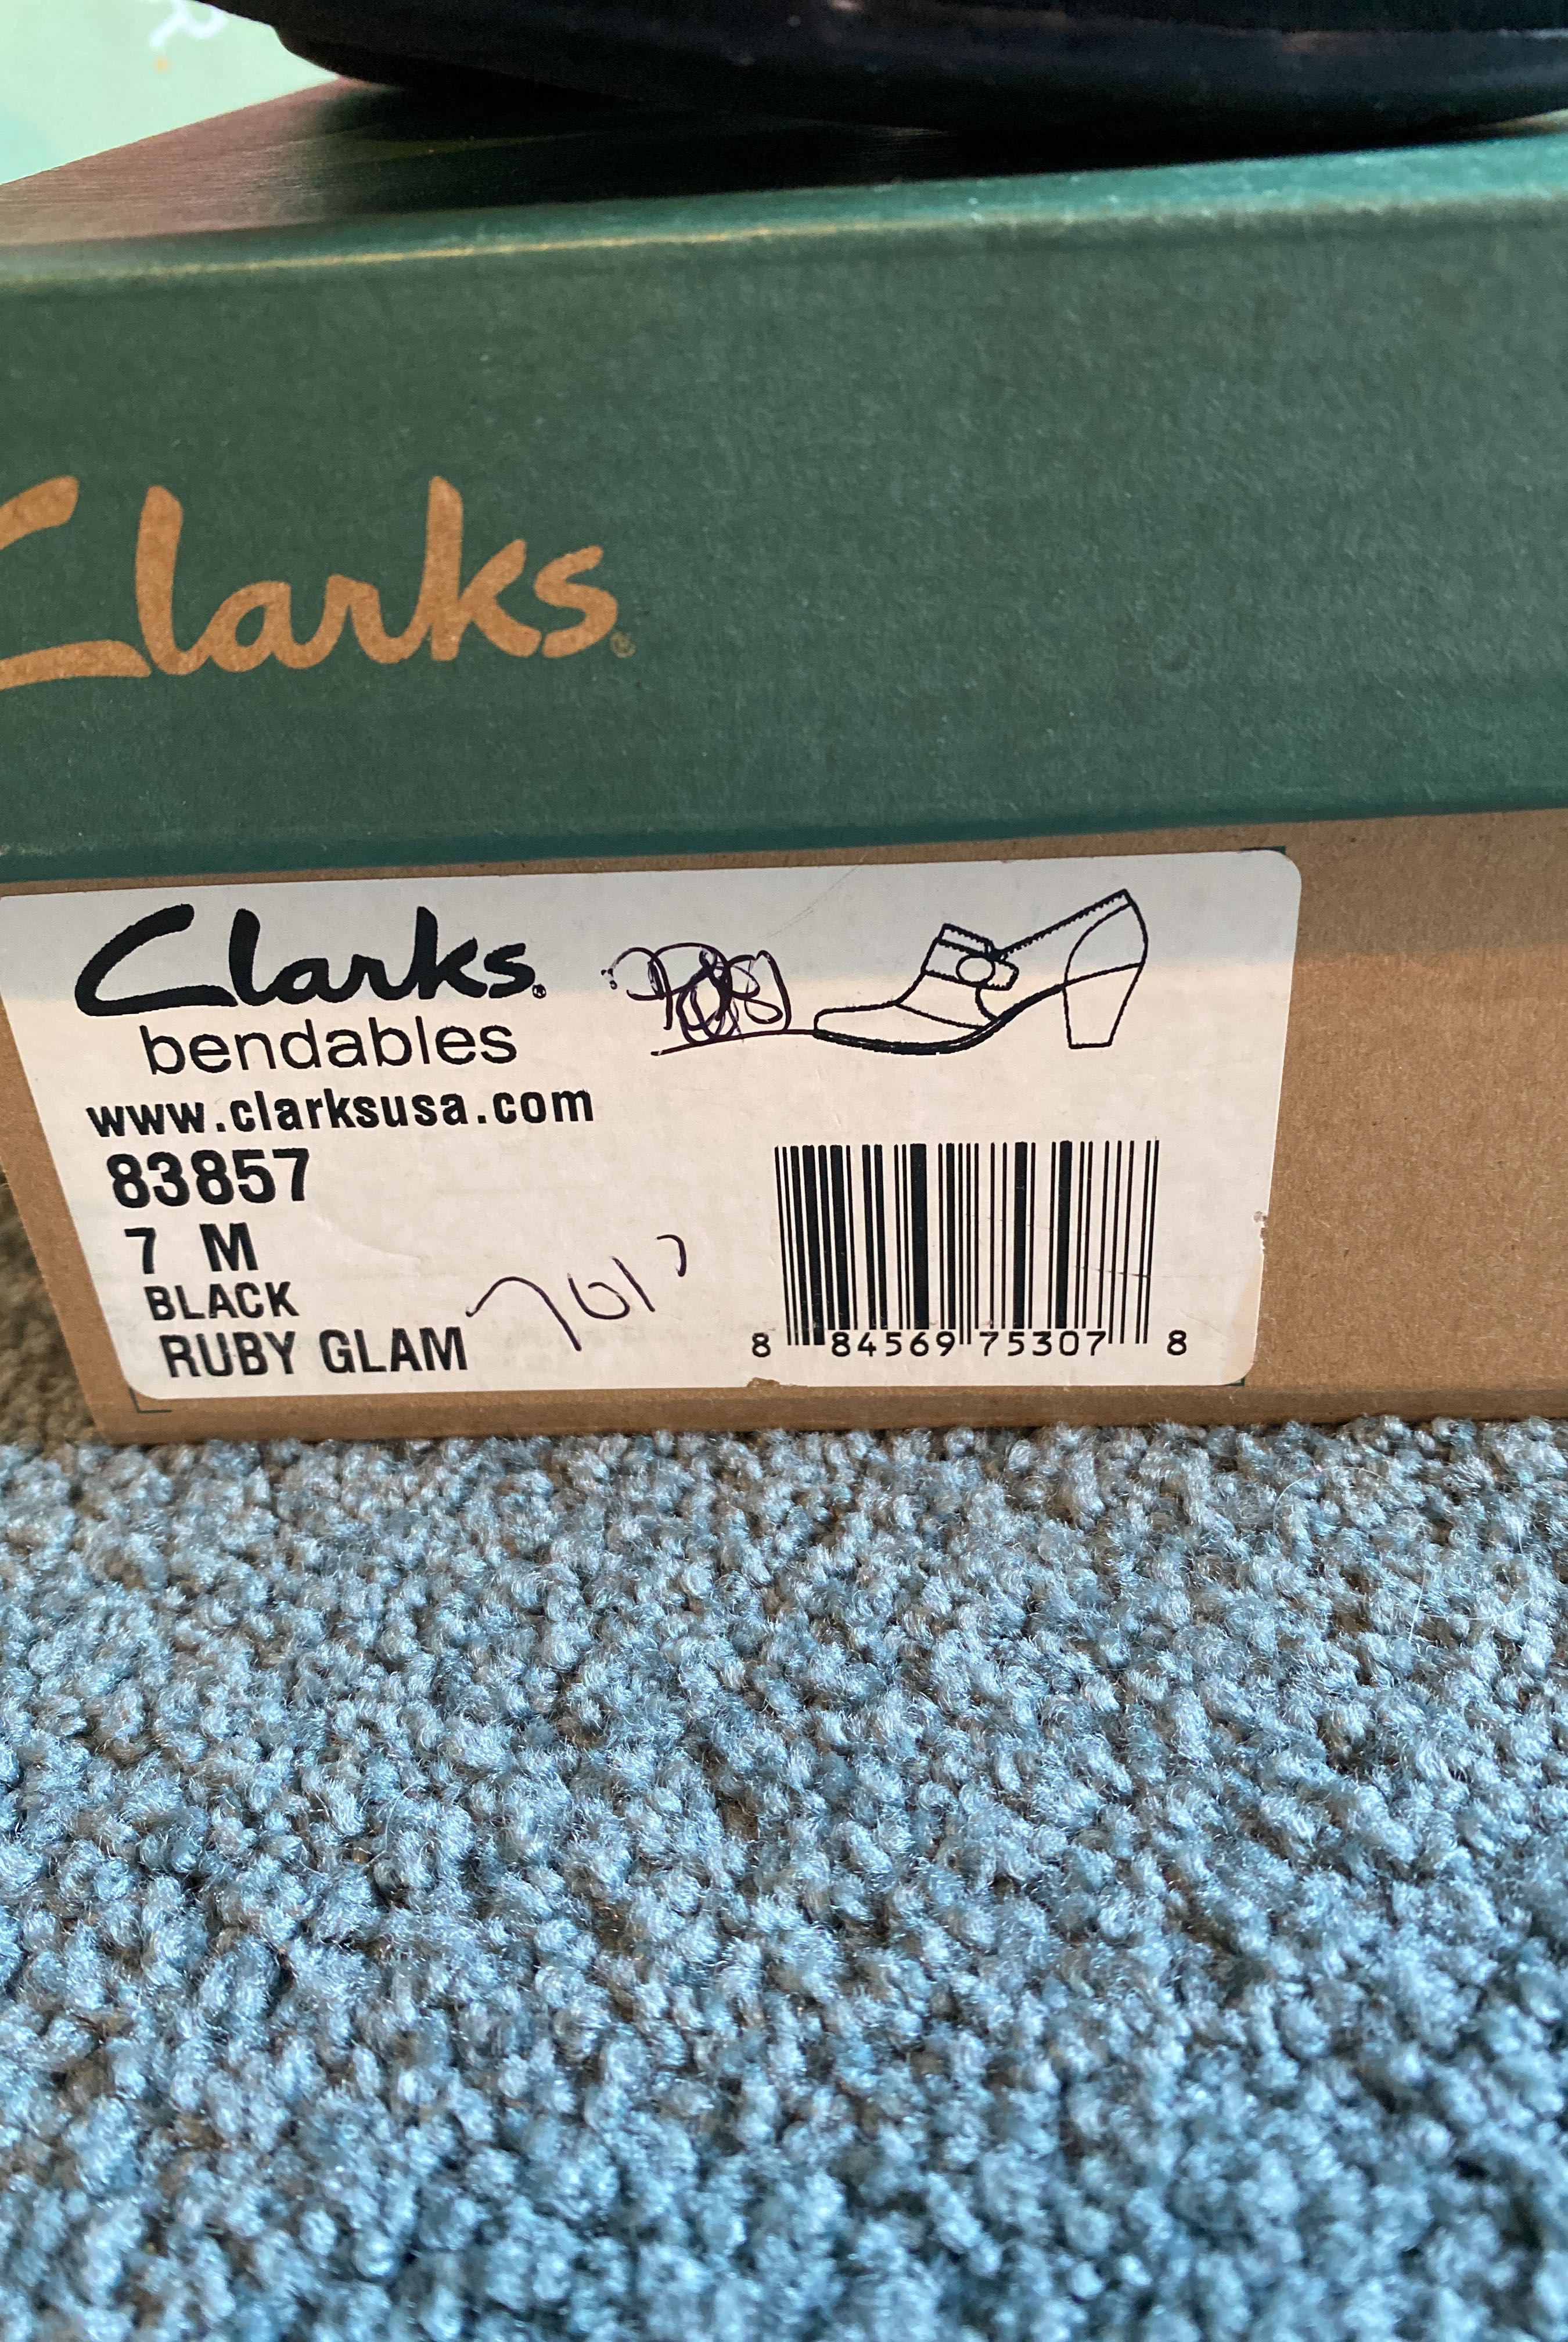 Clarks®
Clarks®
bendables
www.clarksusa.com
83857
7 M
BLACK
RUBY GLAM
8 84569 75307 8